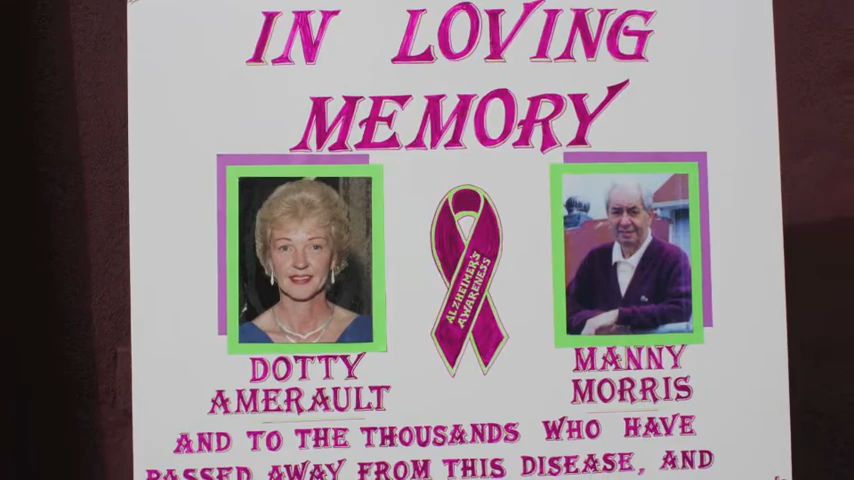 IN LOVING
MEMORY
ALZHEIMER'S
AWARENESS
DOTTY
AMERAULT
MANNY
MORRIS
AND TO THE THOUSANDS WHO HAVE
PASSED AWAY FROM THIS DISEASE, AND